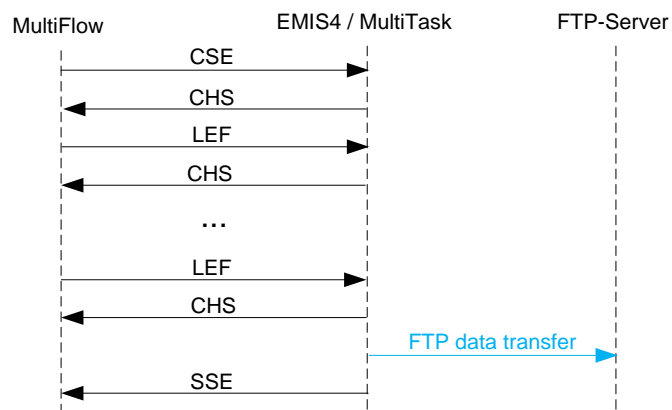 MultiFlow EMIS4 / MultiTask FTP-Server
CSE
CHS
LEF
CHS
...
LEF
CHS
FTP data transfer
SSE